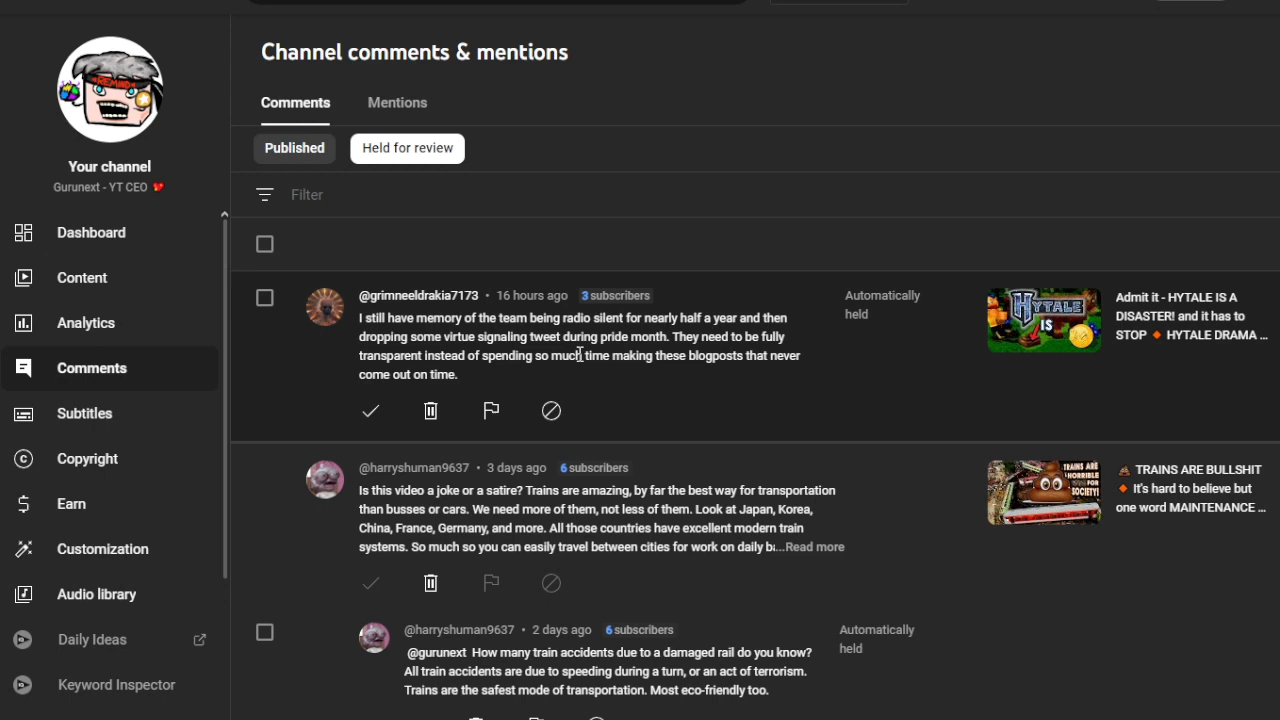 Channel comments & mentions
Comments
Mentions
Published
Held for review
Filter
REMIND
Your channel
Gurunext - YT CEO
Dashboard
Content
Analytics
Comments
Subtitles
Copyright
Earn
Customization
Audio library
Daily Ideas
Keyword Inspector
@grimneeldrakia7173 • 16 hours ago 3 subscribers
I still have memory of the team being radio silent for nearly half a year and then
dropping some virtue signaling tweet during pride month. They need to be fully
transparent instead of spending so much time making these blogposts that never
come out on time.
Automatically
held
HYTALE
IS
Admit it - HYTALE IS A
DISASTER! and it has to
STOP 🔸 HYTALE DRAMA ...
@harryshuman9637 • 3 days ago 6 subscribers
Is this video a joke or a satire? Trains are amazing, by far the best way for transportation
than busses or cars. We need more of them, not less of them. Look at Japan, Korea,
China, France, Germany, and more. All those countries have excellent modern train
systems. So much so you can easily travel between cities for work on daily b...Read more
TRAINS ARE
HORRIBLE
FOR
SOCIETY!
💩 TRAINS ARE BULLSHIT
🔸 It's hard to believe but
one word MAINTENANCE ...
@harryshuman9637 • 2 days ago 6 subscribers
@gurunext How many train accidents due to a damaged rail do you know?
All train accidents are due to speeding during a turn, or an act of terrorism.
Trains are the safest mode of transportation. Most eco-friendly too.
Automatically
held